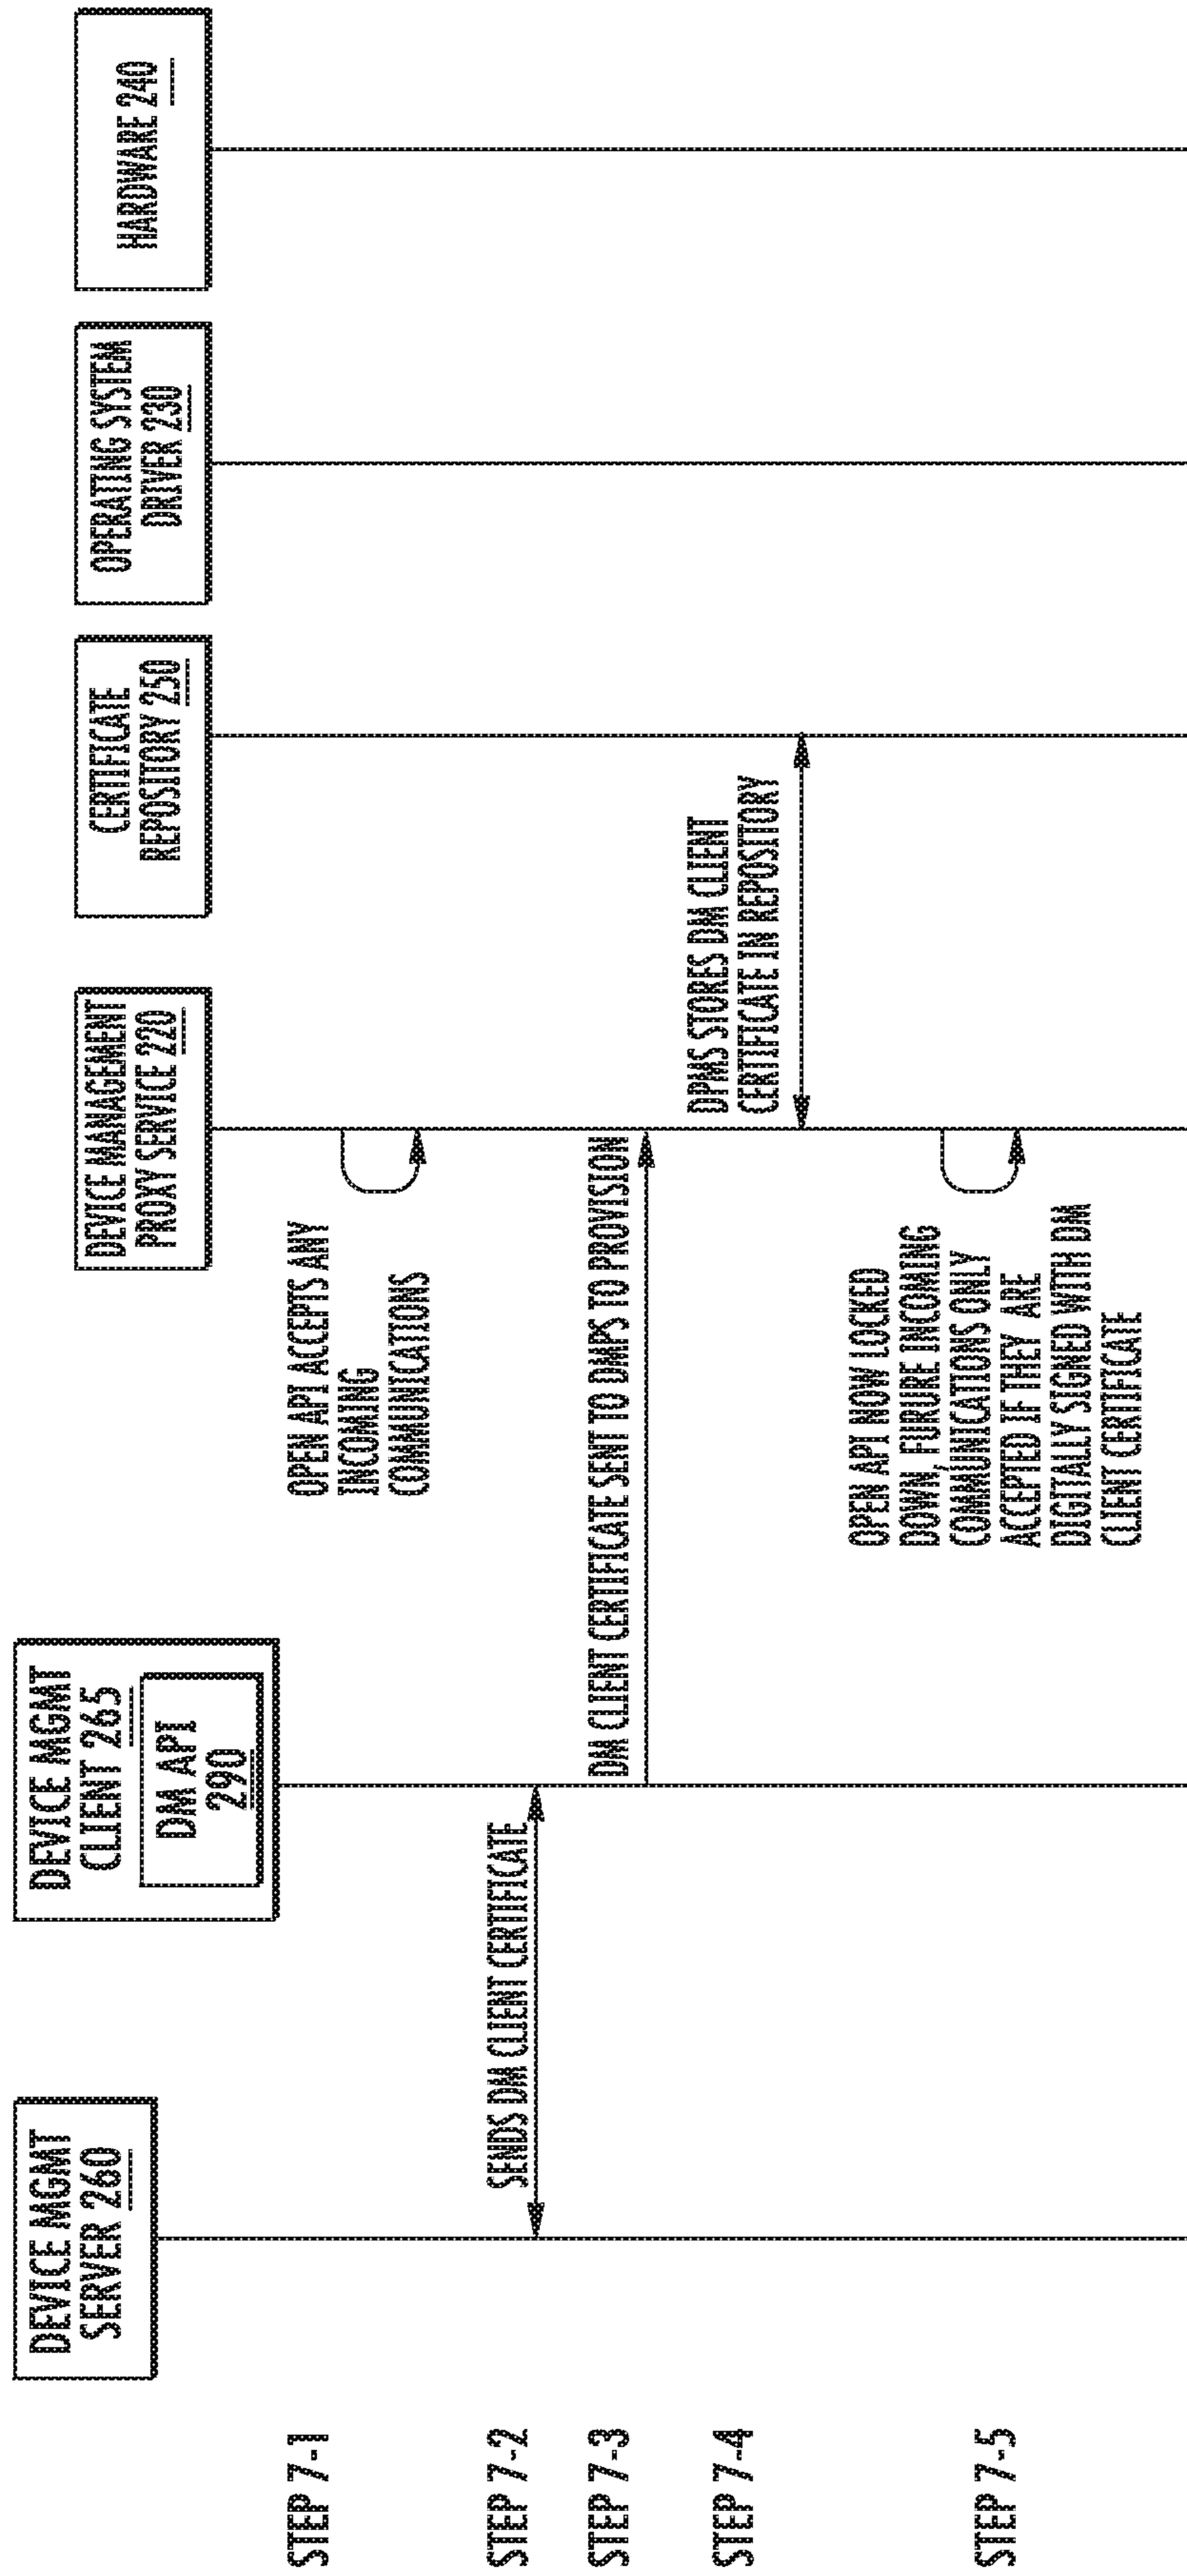 DEVICE MGMT
SERVER 260
DEVICE MGMT
CLIENT 265
DM API
290
DEVICE MANAGEMENT
PROXY SERVICE 220
CERTIFICATE
REPOSITORY 250
OPERATING SYSTEM
DRIVER 230
HARDWARE 240
STEP 7-1
OPEN API ACCEPTS ANY
INCOMING
COMMUNICATIONS
STEP 7-2
SENDS DM CLIENT CERTIFICATE
STEP 7-3
DM CLIENT CERTIFICATE SENT TO DMPS TO PROVISION
STEP 7-4
DPMS STORES DM CLIENT
CERTIFICATE IN REPOSITORY
STEP 7-5
OPEN API NOW LOCKED
DOWN, FURURE INCOMING
COMMUNICATIONS ONLY
ACCEPTED IF THEY ARE
DIGITALLY SIGNED WITH DM
CLIENT CERTIFICATE